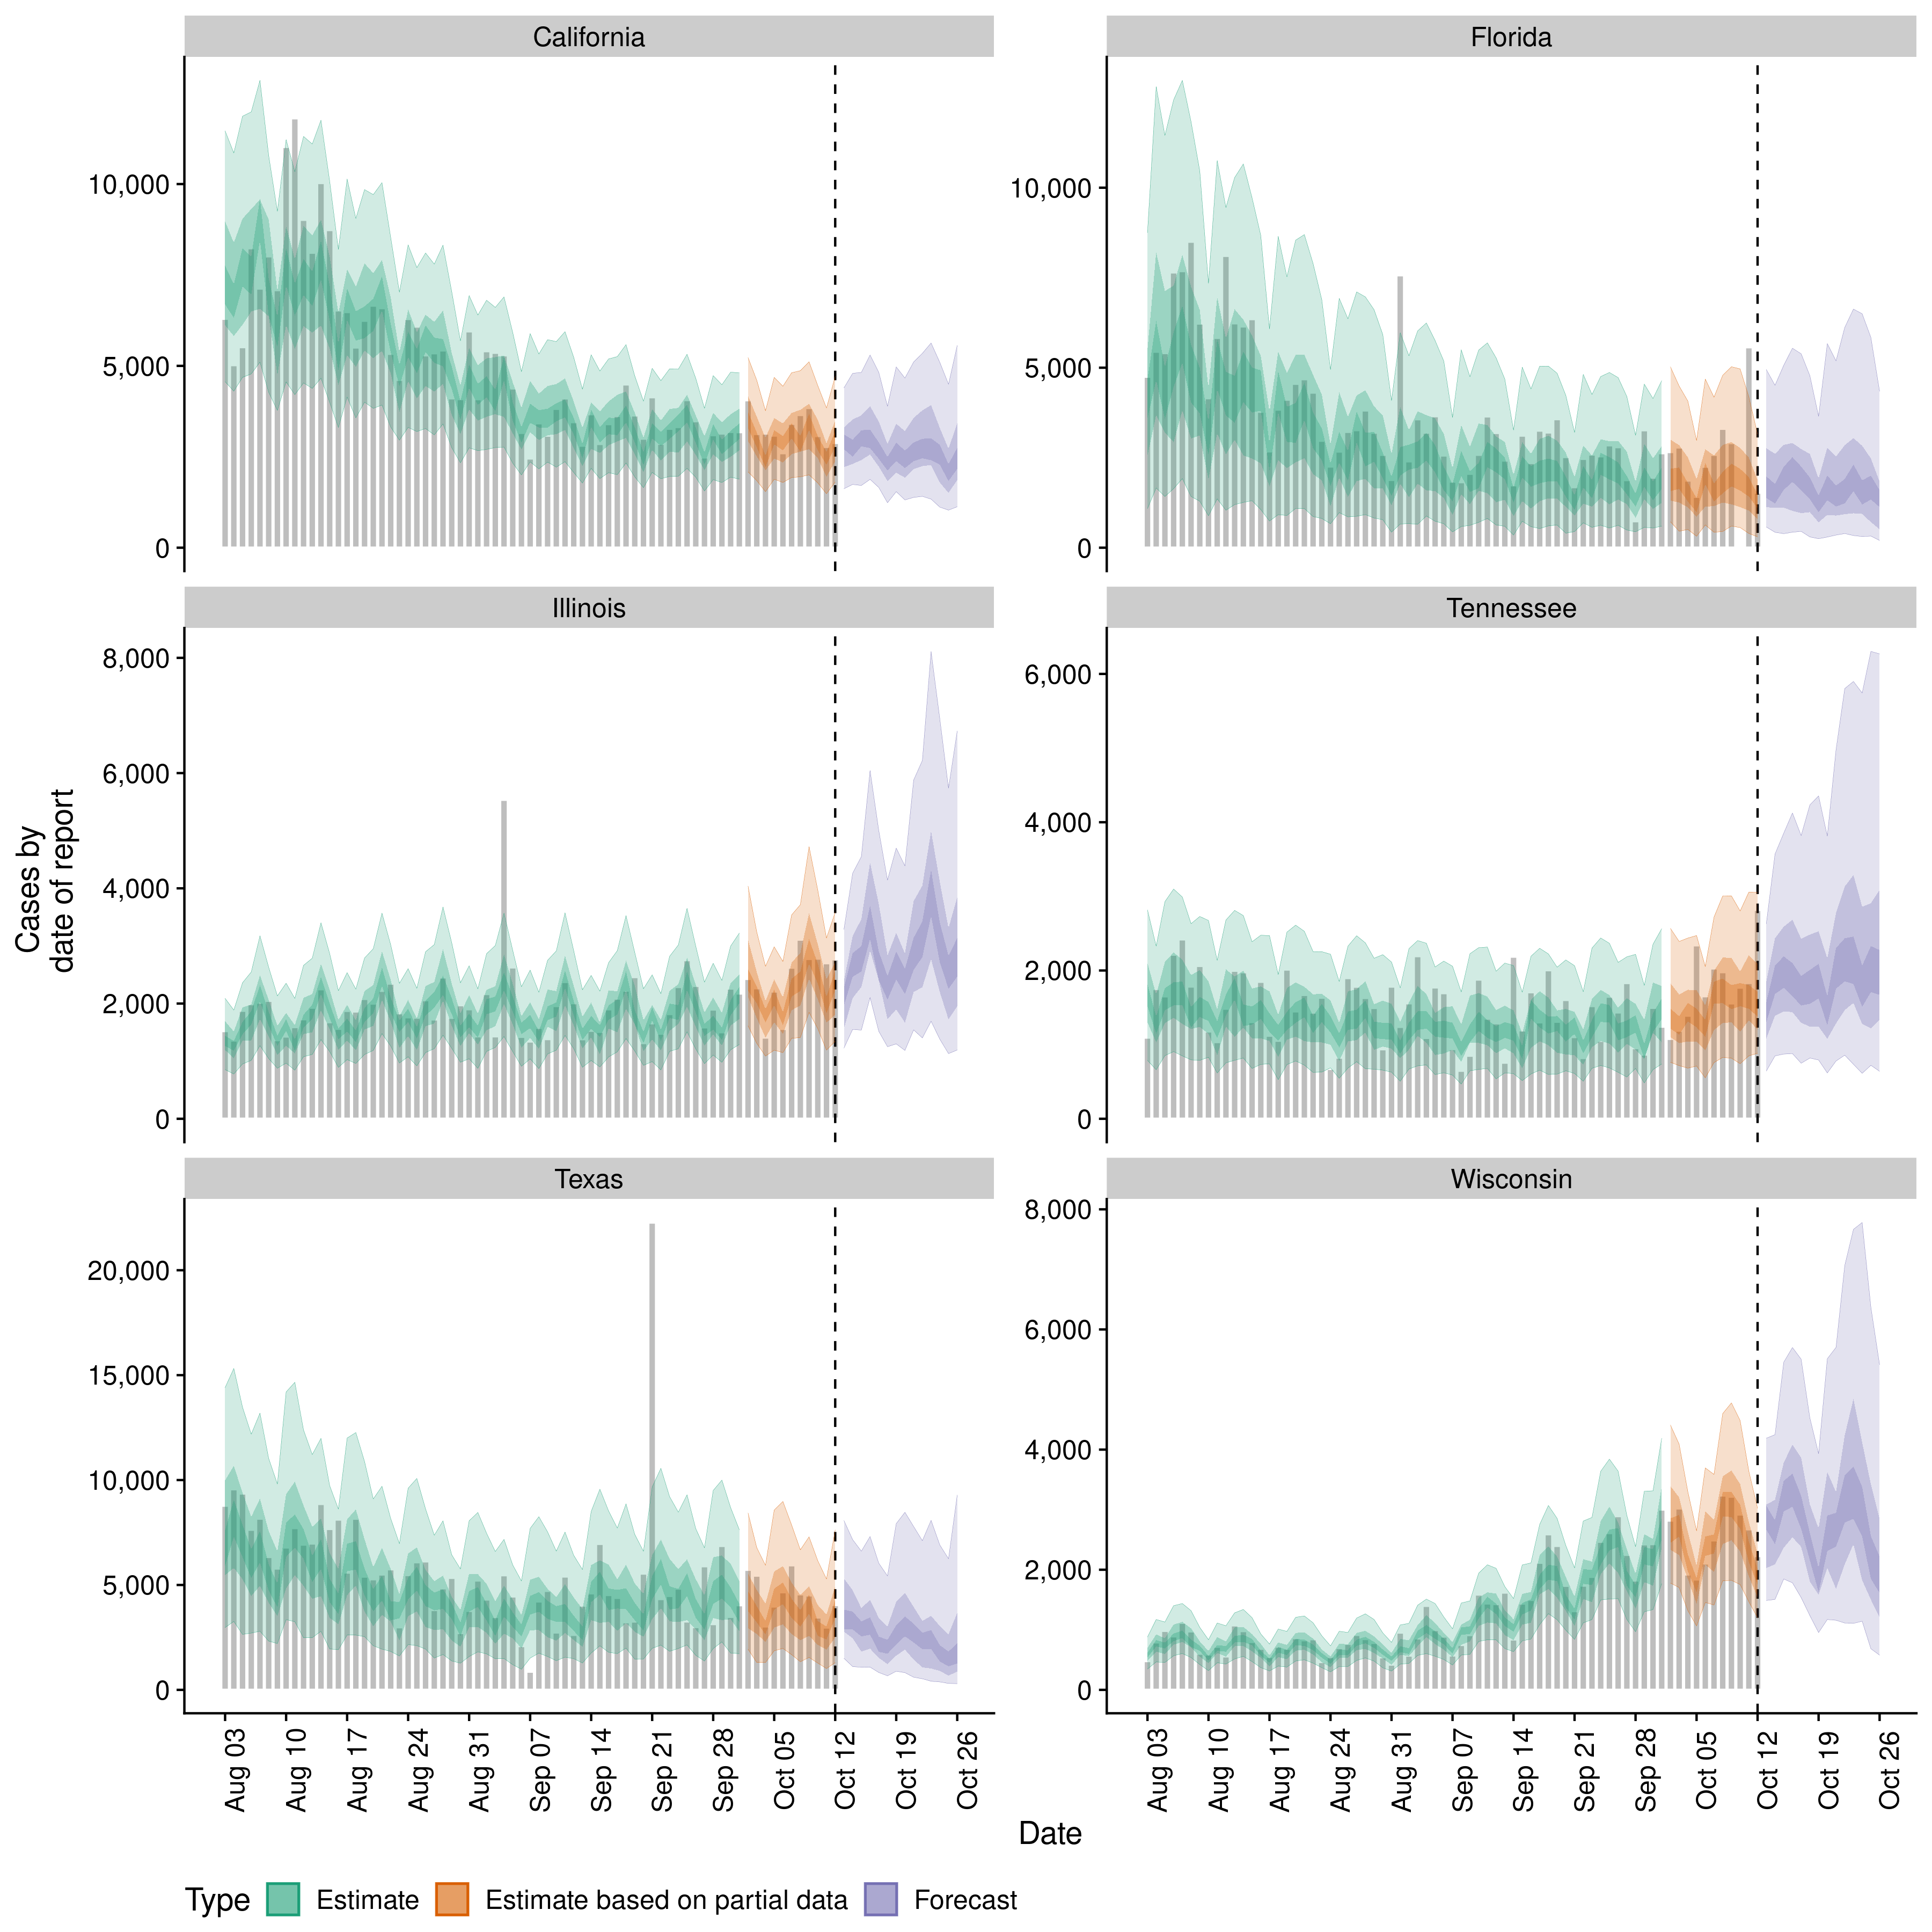 California
Florida
10,000
5,000
0
10,000
5,000
0
Illinois
Tennessee
8,000
6,000
4,000
2,000
0
6,000
4,000
2,000
0
Cases by
date of report
Texas
Wisconsin
20,000
15,000
10,000
5,000
0
8,000
6,000
4,000
2,000
0
Aug 03 Aug 10 Aug 17 Aug 24 Aug 31 Sep 07 Sep 14 Sep 21 Sep 28 Oct 05 Oct 12 Oct 19 Oct 26
Aug 03 Aug 10 Aug 17 Aug 24 Aug 31 Sep 07 Sep 14 Sep 21 Sep 28 Oct 05 Oct 12 Oct 19 Oct 26
Date
Type Estimate Estimate based on partial data Forecast